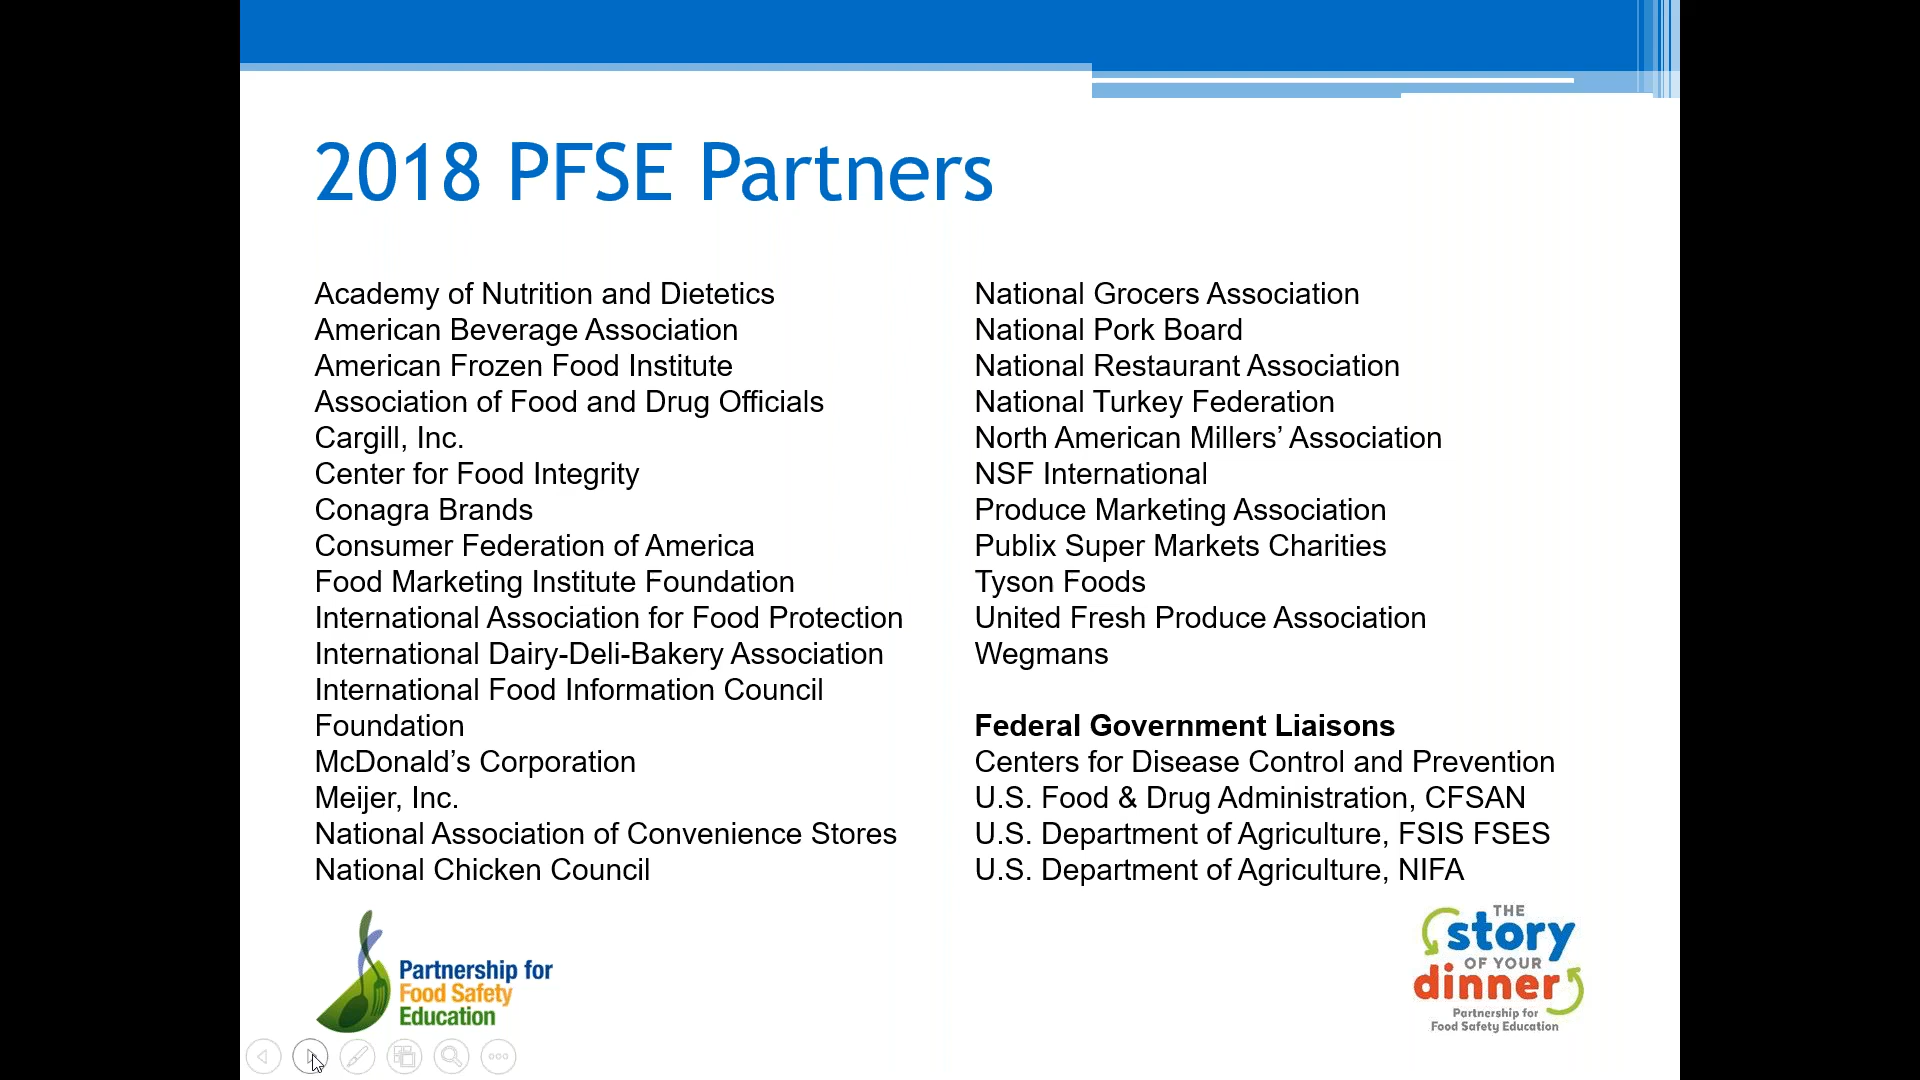 2018 PFSE Partners
Academy of Nutrition and Dietetics
American Beverage Association
American Frozen Food Institute
Association of Food and Drug Officials
Cargill, Inc.
Center for Food Integrity
Conagra Brands
Consumer Federation of America
Food Marketing Institute Foundation
International Association for Food Protection
International Dairy-Deli-Bakery Association
International Food Information Council
Foundation
McDonald’s Corporation
Meijer, Inc.
National Association of Convenience Stores
National Chicken Council
National Grocers Association
National Pork Board
National Restaurant Association
National Turkey Federation
North American Millers’ Association
NSF International
Produce Marketing Association
Publix Super Markets Charities
Tyson Foods
United Fresh Produce Association
Wegmans
Federal Government Liaisons
Centers for Disease Control and Prevention
U.S. Food & Drug Administration, CFSAN
U.S. Department of Agriculture, FSIS FSES
U.S. Department of Agriculture, NIFA
Partnership for
Food Safety
Education
THE
story
OF YOUR
dinner
Partnership for
Food Safety Education